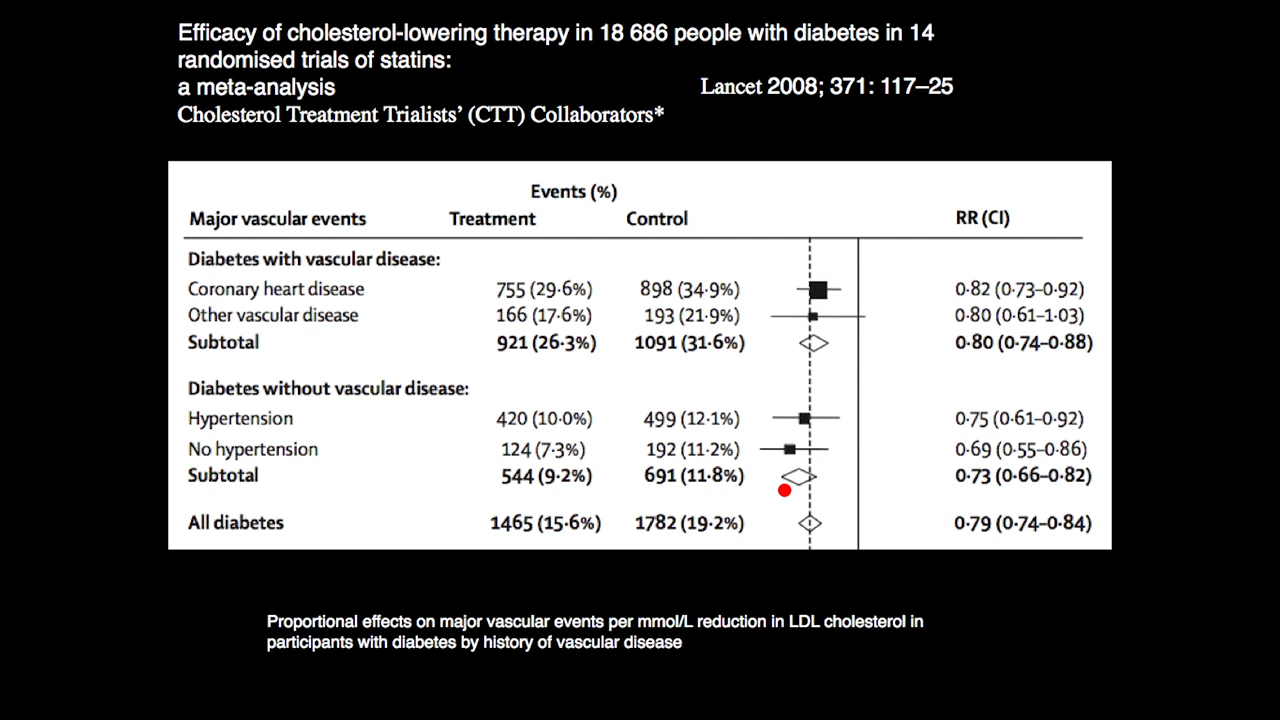 Efficacy of cholesterol-lowering therapy in 18 686 people with diabetes in 14
randomised trials of statins:
a meta-analysis Lancet 2008; 371: 117–25
Cholesterol Treatment Trialists’ (CTT) Collaborators*
Events (%)
Major vascular events Treatment Control RR (CI)
Diabetes with vascular disease:
Coronary heart disease 755 (29·6%) 898 (34·9%) 0·82 (0·73–0·92)
Other vascular disease 166 (17·6%) 193 (21·9%) 0·80 (0·61–1·03)
Subtotal 921 (26·3%) 1091 (31·6%) 0·80 (0·74–0·88)
Diabetes without vascular disease:
Hypertension 420 (10·0%) 499 (12·1%) 0·75 (0·61–0·92)
No hypertension 124 (7·3%) 192 (11·2%) 0·69 (0·55–0·86)
Subtotal 544 (9·2%) 691 (11·8%) 0·73 (0·66–0·82)
All diabetes 1465 (15·6%) 1782 (19·2%) 0·79 (0·74–0·84)
Proportional effects on major vascular events per mmol/L reduction in LDL cholesterol in
participants with diabetes by history of vascular disease